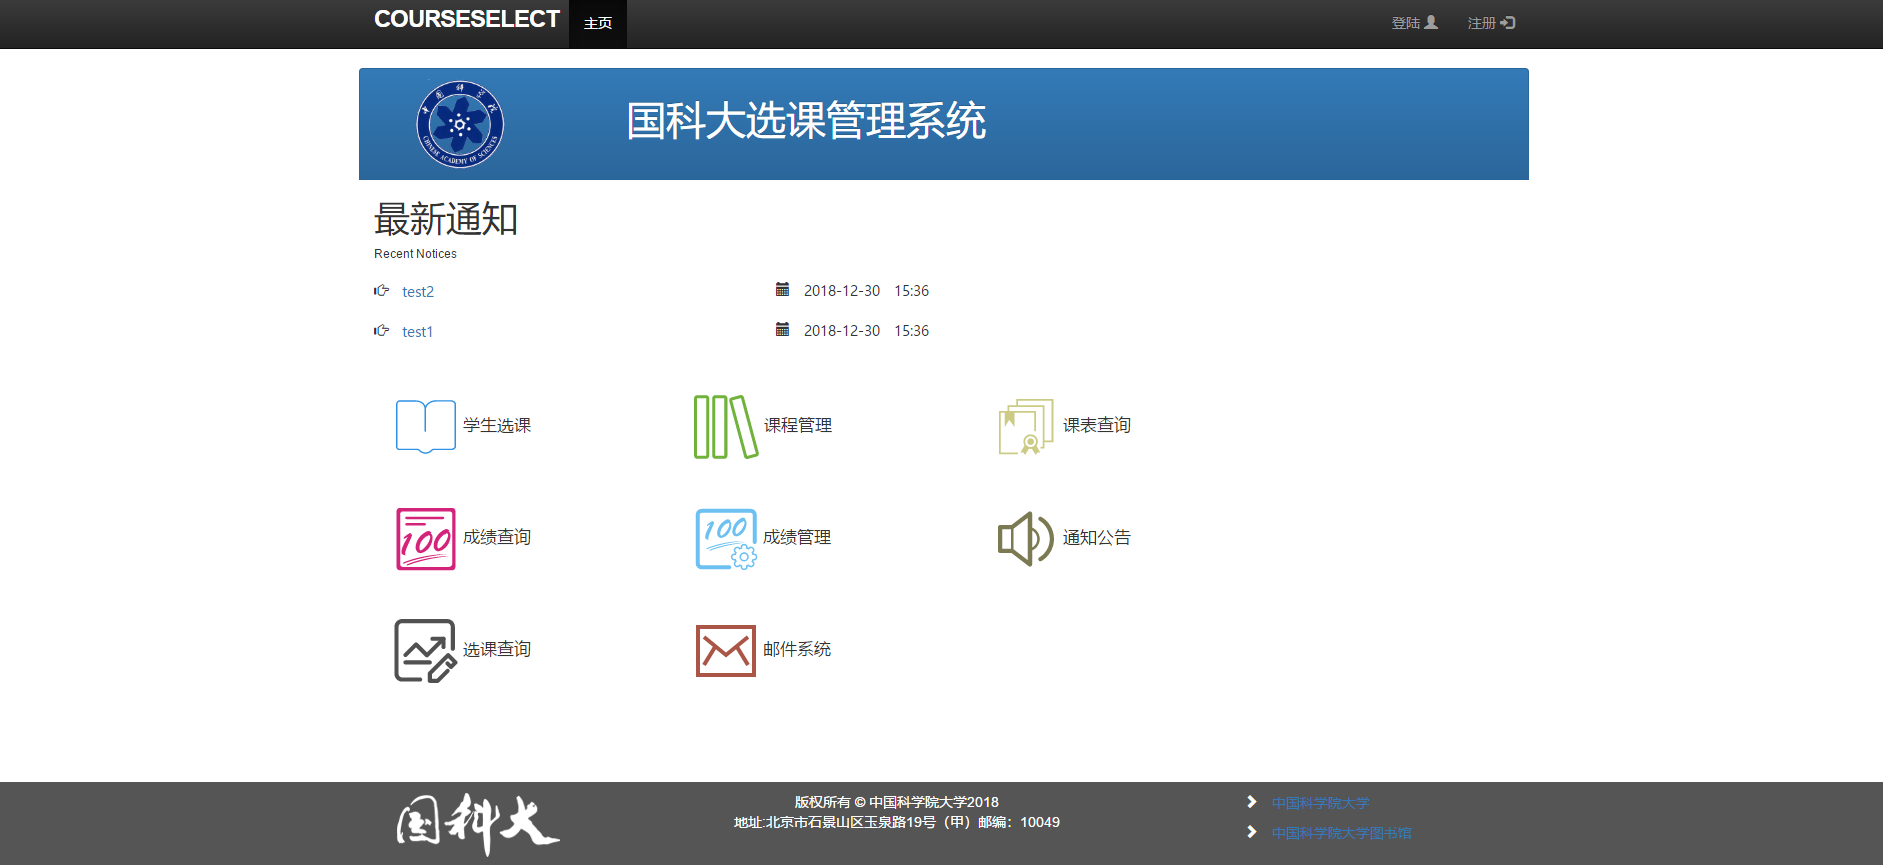 COURSESELECT 主页 登陆 注册
CHINESE ACADEMY OF SCIENCES
国科大选课管理系统
最新通知
Recent Notices
test2 2018-12-30 15:36
test1 2018-12-30 15:36
学生选课 课程管理 课表查询
100 成绩查询 100 成绩管理 通知公告
选课查询 邮件系统
国科大
版权所有 © 中国科学院大学2018
地址:北京市石景山区玉泉路19号（甲）邮编：10049
中国科学院大学
中国科学院大学图书馆